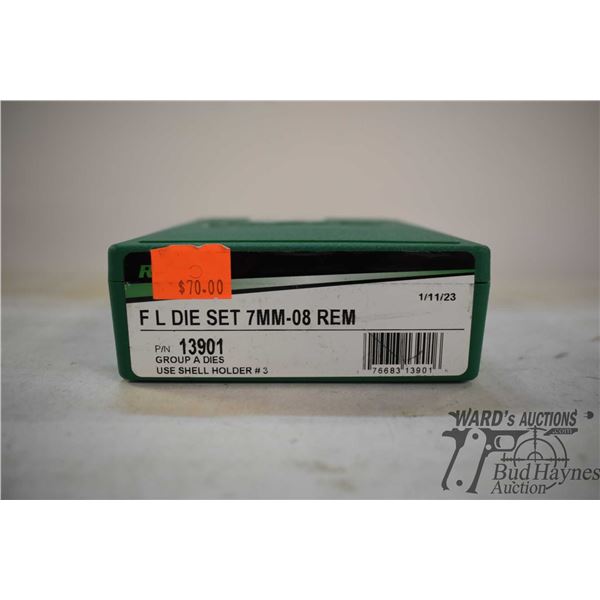 $70.00
1/11/23
F L DIE SET 7MM-08 REM
P/N 13901
GROUP A DIES
USE SHELL HOLDER # 3
76683 13901
WARD's AUCTIONS
.com
Bud Haynes
Auction